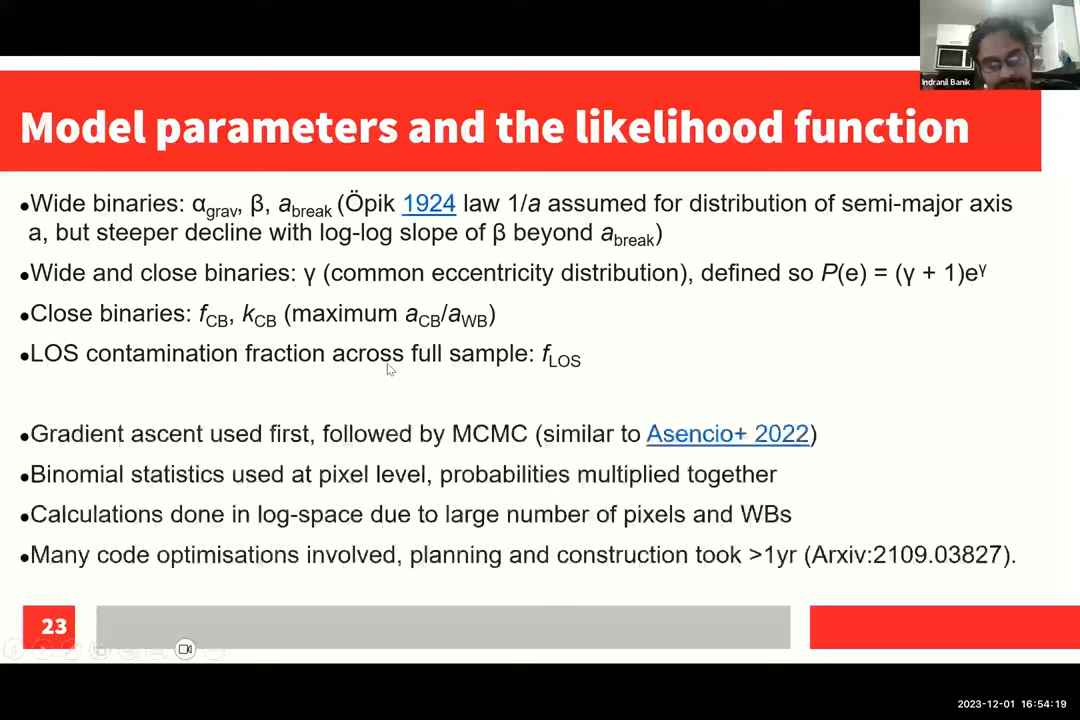 Indranil Banik
Model parameters and the likelihood function
●Wide binaries: αgrav, β, abreak (Öpik 1924 law 1/a assumed for distribution of semi-major axis
a, but steeper decline with log-log slope of β beyond abreak)
●Wide and close binaries: γ (common eccentricity distribution), defined so P(e) = (γ + 1)eᵞ
●Close binaries: fCB, kCB (maximum aCB/aWB)
●LOS contamination fraction across full sample: fLOS
●Gradient ascent used first, followed by MCMC (similar to Asencio+ 2022)
●Binomial statistics used at pixel level, probabilities multiplied together
●Calculations done in log-space due to large number of pixels and WBs
●Many code optimisations involved, planning and construction took >1yr (Arxiv:2109.03827).
23
2023-12-01 16:54:19